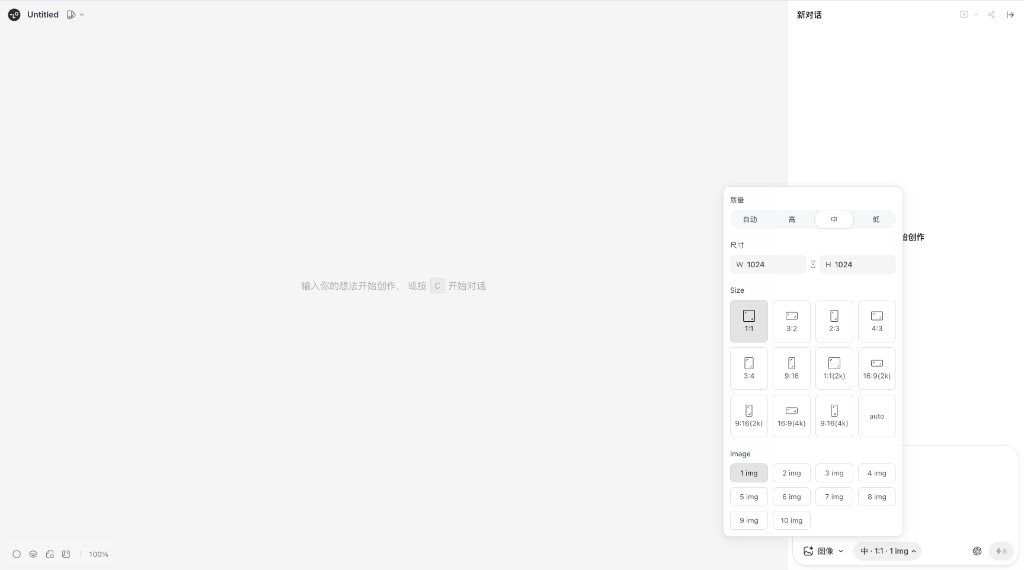 Untitled
新对话
输入你的想法开始创作， 或按 C 开始对话
质量
自动 高 中 低
尺寸
W 1024 H 1024
Size
1:1 3:2 2:3 4:3
3:4 9:16 1:1(2k) 16:9(2k)
9:16(2k) 16:9(4k) 9:16(4k) auto
Image
1 img 2 img 3 img 4 img
5 img 6 img 7 img 8 img
9 img 10 img
始创作
100%
图像 中 · 1:1 · 1 img